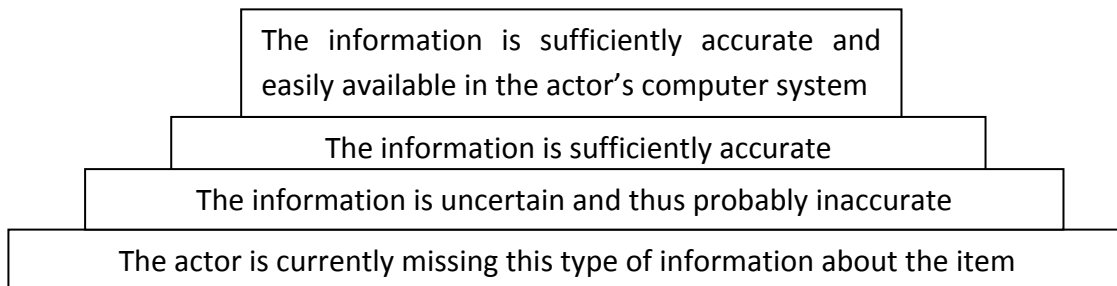 The information is sufficiently accurate and
easily available in the actor’s computer system
The information is sufficiently accurate
The information is uncertain and thus probably inaccurate
The actor is currently missing this type of information about the item